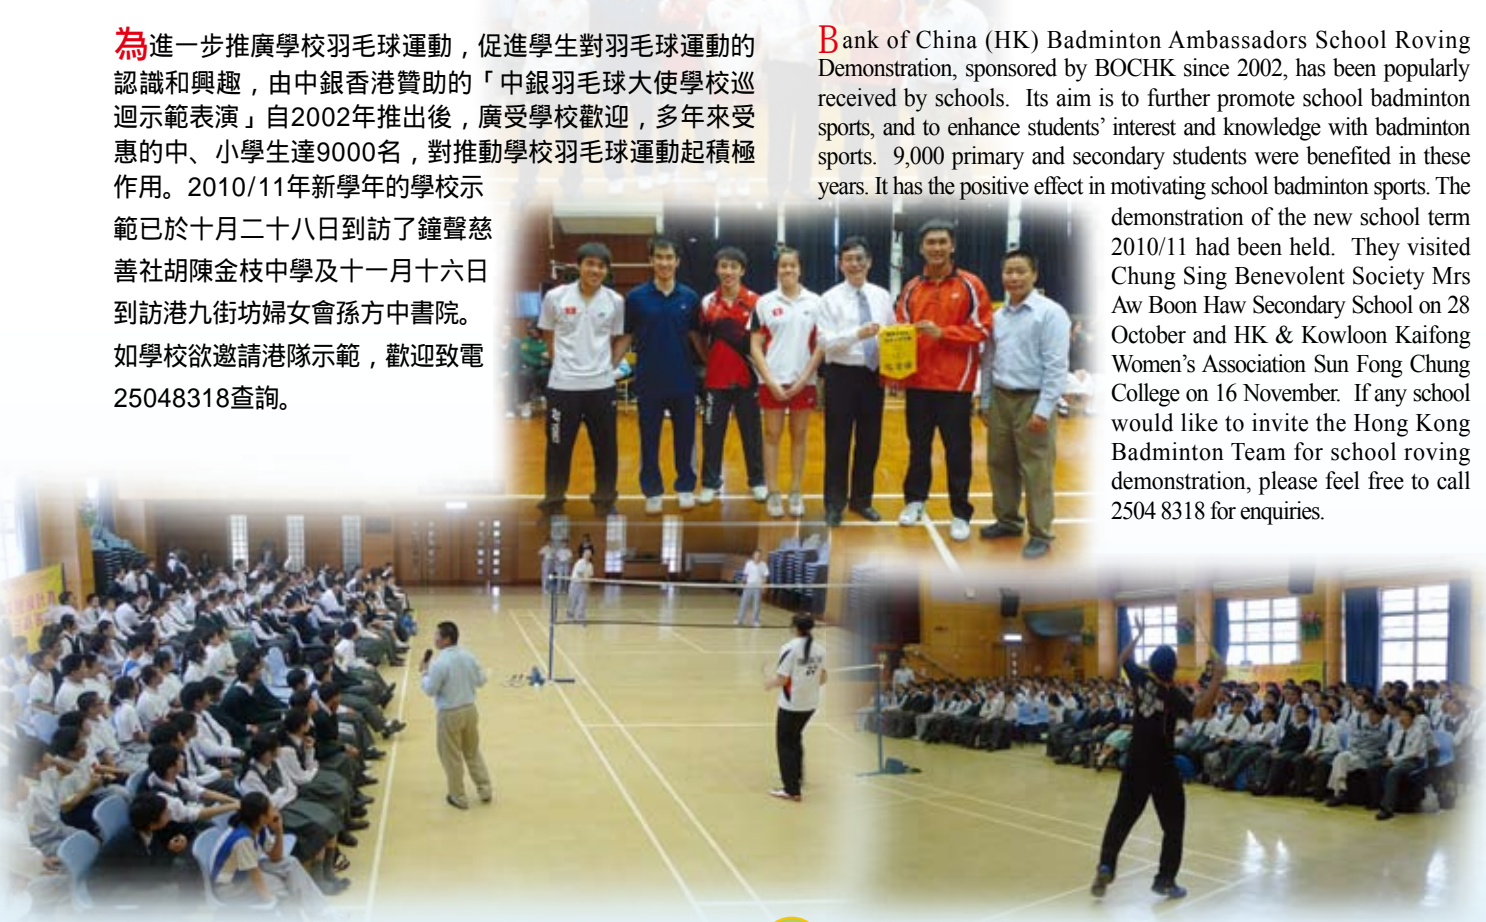 為進一步推廣學校羽毛球運動，促進學生對羽毛球運動的
認識和興趣，由中銀香港贊助的「中銀羽毛球大使學校巡
迴示範表演」自2002年推出後，廣受學校歡迎，多年來受
惠的中、小學生達9000名，對推動學校羽毛球運動起積極
作用。2010/11年新學年的學校示
範已於十月二十八日到訪了鐘聲慈
善社胡陳金枝中學及十一月十六日
到訪港九街坊婦女會孫方中書院。
如學校欲邀請港隊示範，歡迎致電
25048318查詢。
Bank of China (HK) Badminton Ambassadors School Roving
Demonstration, sponsored by BOCHK since 2002, has been popularly
received by schools. Its aim is to further promote school badminton
sports, and to enhance students' interest and knowledge with badminton
sports. 9,000 primary and secondary students were benefited in these
years. It has the positive effect in motivating school badminton sports. The
demonstration of the new school term
2010/11 had been held. They visited
Chung Sing Benevolent Society Mrs
Aw Boon Haw Secondary School on 28
October and HK & Kowloon Kaifong
Women's Association Sun Fong Chung
College on 16 November. If any school
would like to invite the Hong Kong
Badminton Team for school roving
demonstration, please feel free to call
2504 8318 for enquiries.